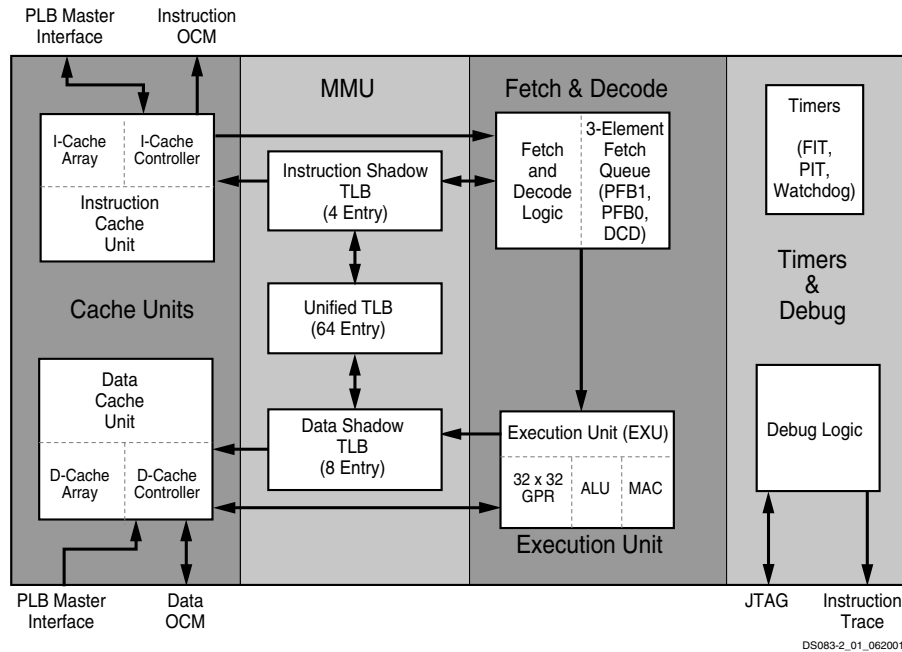 PLB Master
Interface
Instruction
OCM
MMU
Fetch & Decode
I-Cache
Array
I-Cache
Controller
Instruction
Cache
Unit
Instruction Shadow
TLB
(4 Entry)
Fetch
and
Decode
Logic
3-Element
Fetch
Queue
(PFB1,
PFB0,
DCD)
Timers
(FIT,
PIT,
Watchdog)
Cache Units
Unified TLB
(64 Entry)
Timers
&
Debug
Data
Cache
Unit
D-Cache
Array
D-Cache
Controller
Data Shadow
TLB
(8 Entry)
Execution Unit (EXU)
32 x 32
GPR
ALU
MAC
Execution Unit
Debug Logic
PLB Master
Interface
Data
OCM
JTAG
Instruction
Trace
DS083-2_01_062001